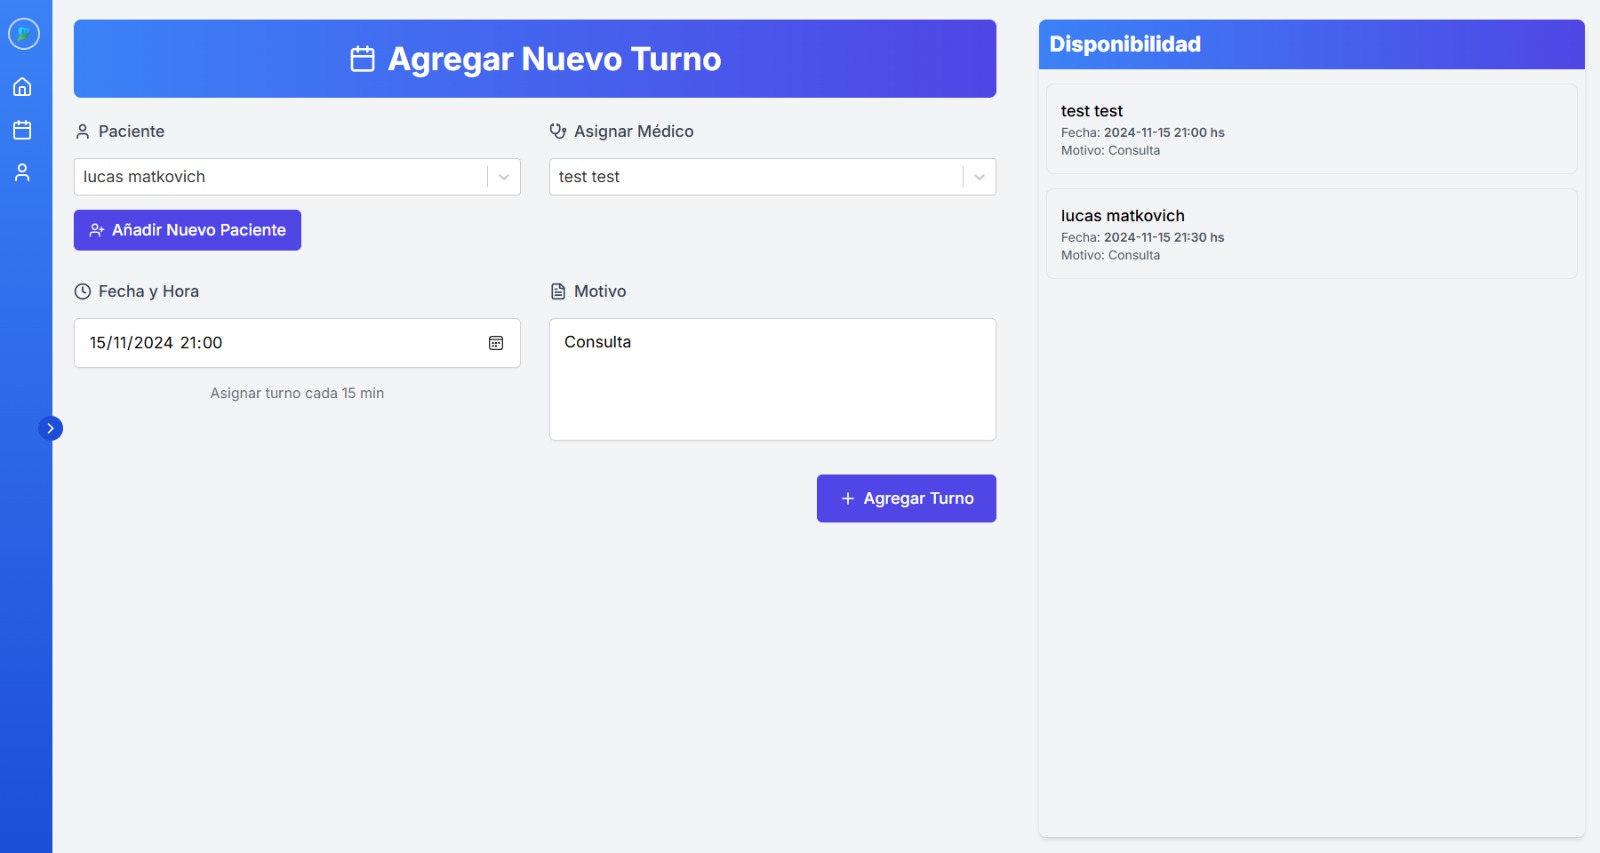 Agregar Nuevo Turno
Paciente
lucas matkovich
Añadir Nuevo Paciente
Asignar Médico
test test
Fecha y Hora
15/11/2024 21:00
Asignar turno cada 15 min
Motivo
Consulta
Agregar Turno
Disponibilidad
test test
Fecha: 2024-11-15 21:00 hs
Motivo: Consulta
lucas matkovich
Fecha: 2024-11-15 21:30 hs
Motivo: Consulta